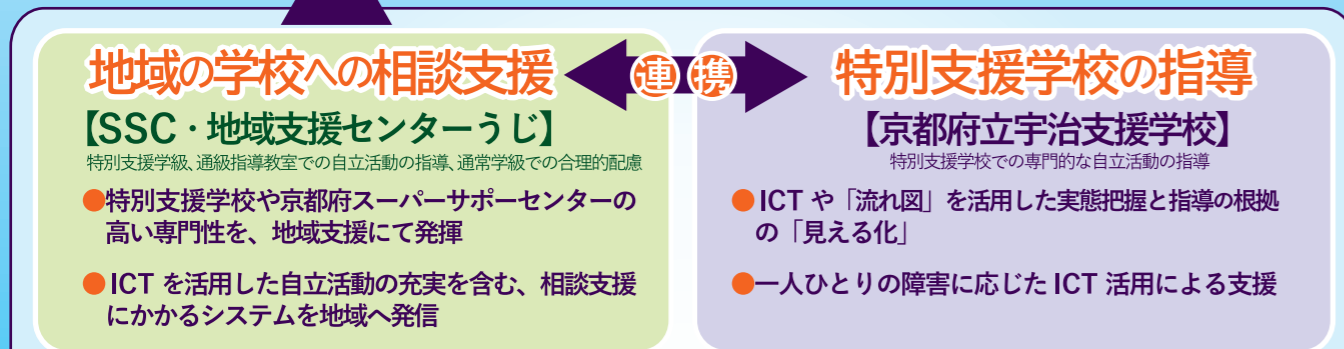 地域の学校への相談支援
【SSC・地域支援センターうじ】
特別支援学級、通級指導教室での自立活動の指導、通常学級での合理的配慮
●特別支援学校や京都府スーパーサポーセンターの
高い専門性を、地域支援にて発揮
●ICT を活用した自立活動の充実を含む、相談支援
にかかるシステムを地域へ発信
連携
特別支援学校の指導
【京都府立宇治支援学校】
特別支援学校での専門的な自立活動の指導
●ICT や「流れ図」を活用した実態把握と指導の根拠
の「見える化」
●一人ひとりの障害に応じた ICT 活用による支援